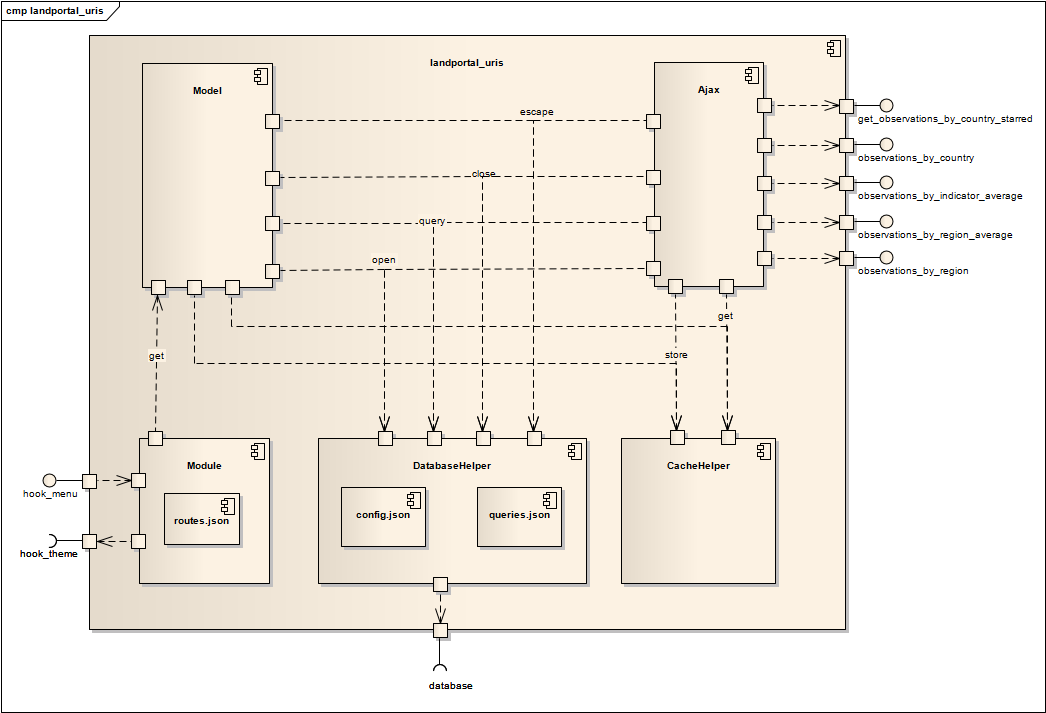 cmp landportal_uris
landportal_uris
Model
Ajax
escape
get_observations_by_country_starred
observations_by_country
close
observations_by_indicator_average
query
observations_by_region_average
open
observations_by_region
get
get
store
Module
DatabaseHelper
CacheHelper
hook_menu
routes.json
config.json
queries.json
hook_theme
database